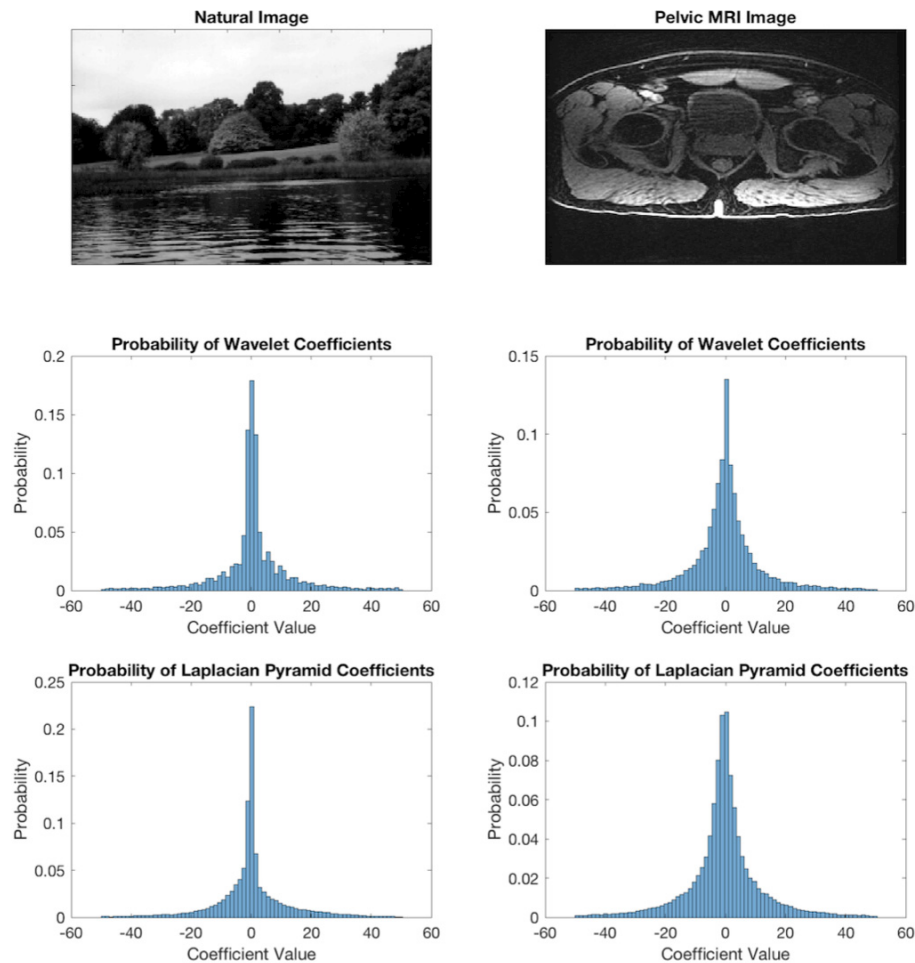 Natural Image
Pelvic MRI Image
Probability of Wavelet Coefficients
0.2
0.15
0.1
0.05
0
Probability
-60 -40 -20 0 20 40 60
Coefficient Value
Probability of Wavelet Coefficients
0.15
0.1
0.05
0
Probability
-60 -40 -20 0 20 40 60
Coefficient Value
Probability of Laplacian Pyramid Coefficients
0.25
0.2
0.15
0.1
0.05
0
Probability
-60 -40 -20 0 20 40 60
Coefficient Value
Probability of Laplacian Pyramid Coefficients
0.12
0.1
0.08
0.06
0.04
0.02
0
Probability
-60 -40 -20 0 20 40 60
Coefficient Value